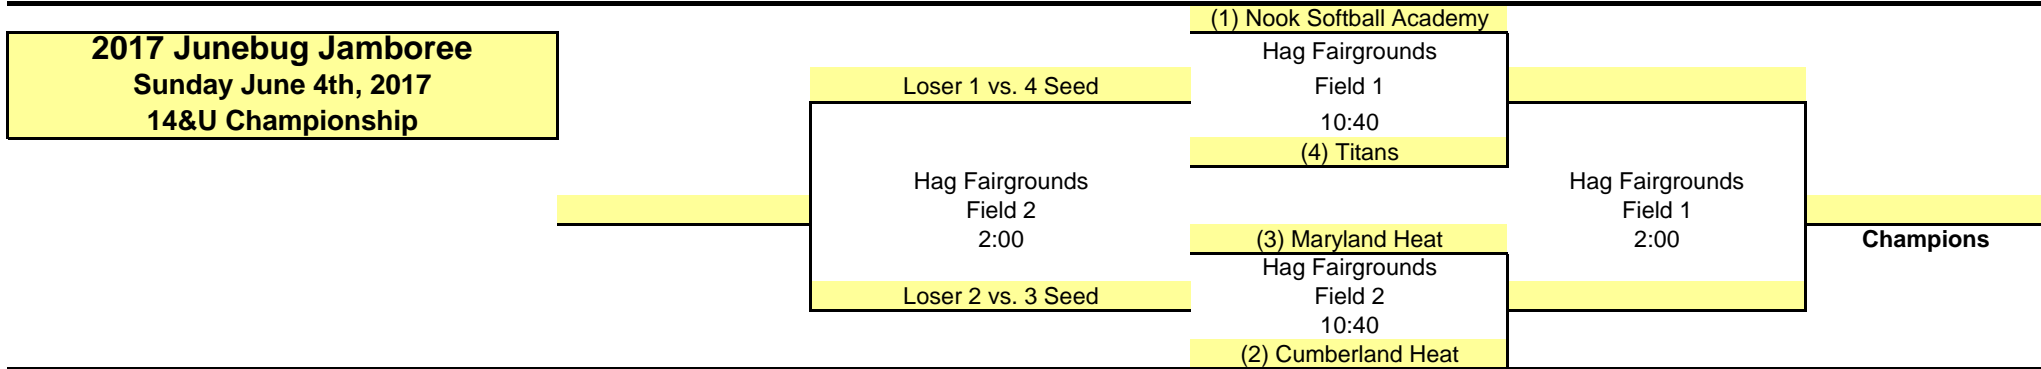 (1) Nook Softball Academy
2017 Junebug Jamboree
Sunday June 4th, 2017
14&U Championship
Hag Fairgrounds
Field 1
10:40
Loser 1 vs. 4 Seed
(4) Titans
Hag Fairgrounds
Field 2
2:00
Hag Fairgrounds
Field 1
2:00
Champions
(3) Maryland Heat
Hag Fairgrounds
Field 2
10:40
Loser 2 vs. 3 Seed
(2) Cumberland Heat